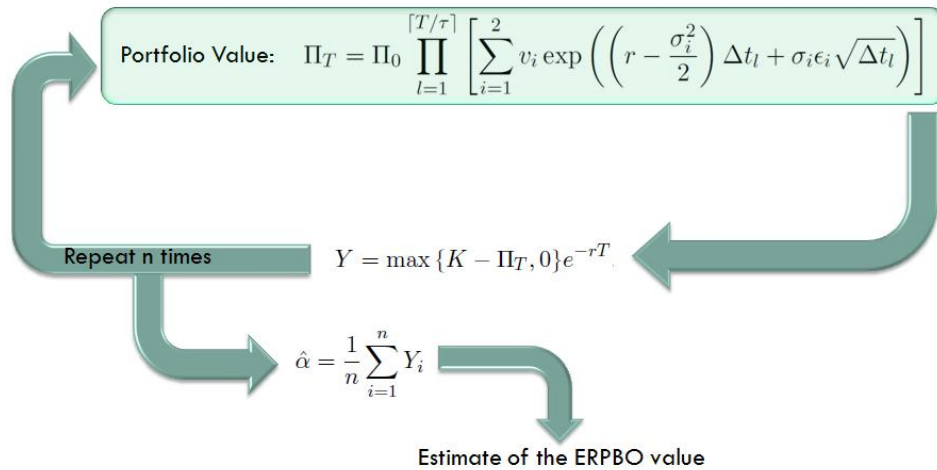 Portfolio Value: Π_T = Π_0 ∏_{l=1}^{⌈T/τ⌉} [ ∑_{i=1}^{2} v_i exp ( ( r − σ_i^2/2 ) Δt_l + σ_i ϵ_i √Δt_l ) ]
Repeat n times
Y = max {K − Π_T, 0}e^{−rT}
α̂ = 1/n ∑_{i=1}^{n} Y_i
Estimate of the ERPBO value